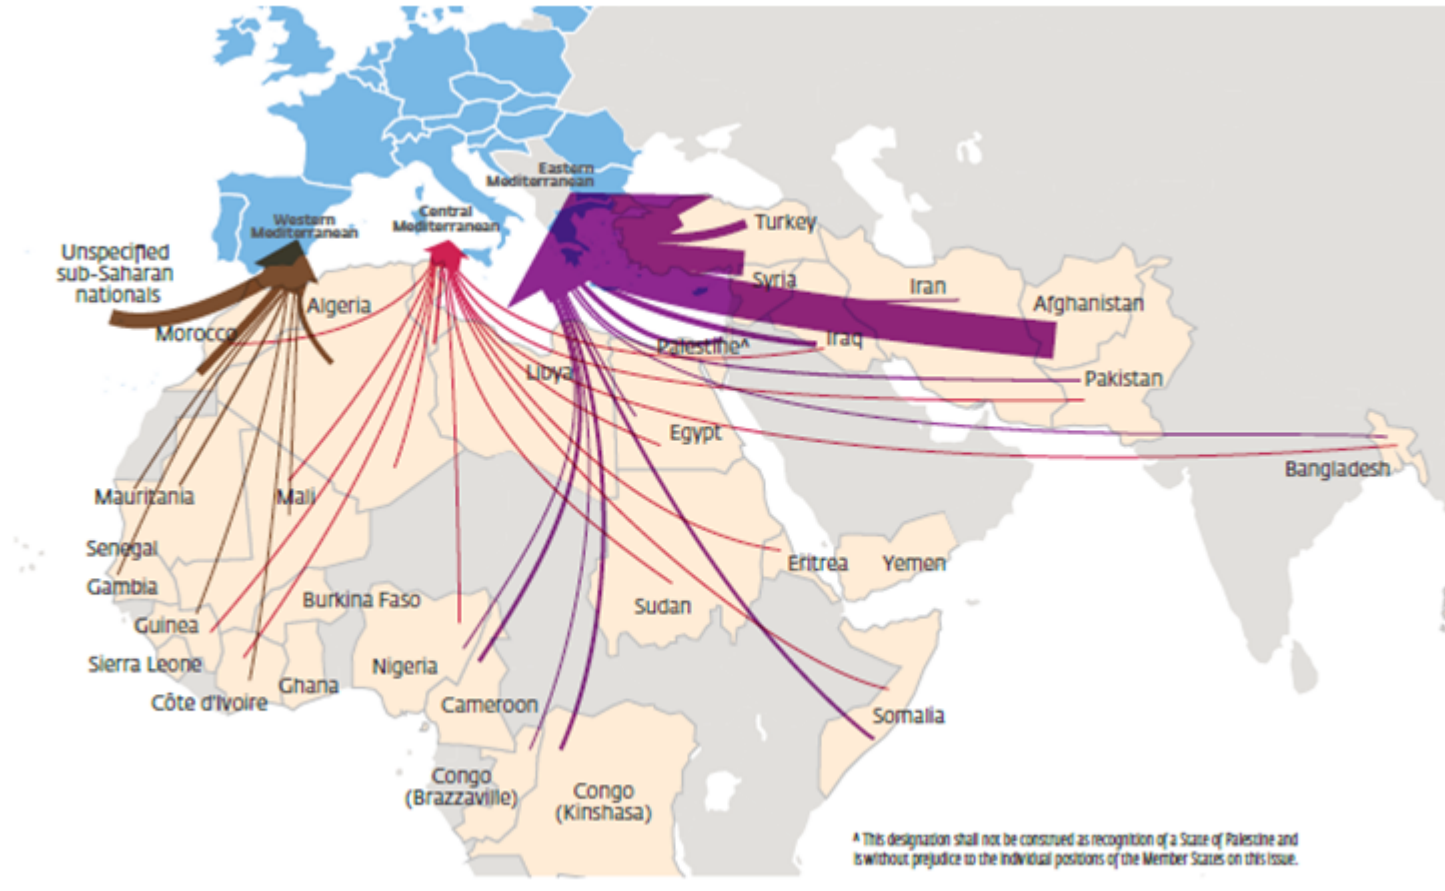 Eastern
Mediterranean
Central
Mediterranean
Western
Mediterranean
Turkey
Unspecified
sub-Saharan
nationals
Syria
Iran
Afghanistan
Algeria
Morocco
Palestine^
Iraq
Libya
Pakistan
Egypt
Bangladesh
Mauritania
Mali
Senegal
Eritrea
Yemen
Gambia
Burkina Faso
Sudan
Guinea
Sierra Leone
Nigeria
Ghana
Côte d'Ivoire
Cameroon
Somalia
Congo
(Brazzaville)
Congo
(Kinshasa)
^ This designation shall not be construed as recognition of a State of Palestine and
is without prejudice to the individual positions of the Member States on this issue.